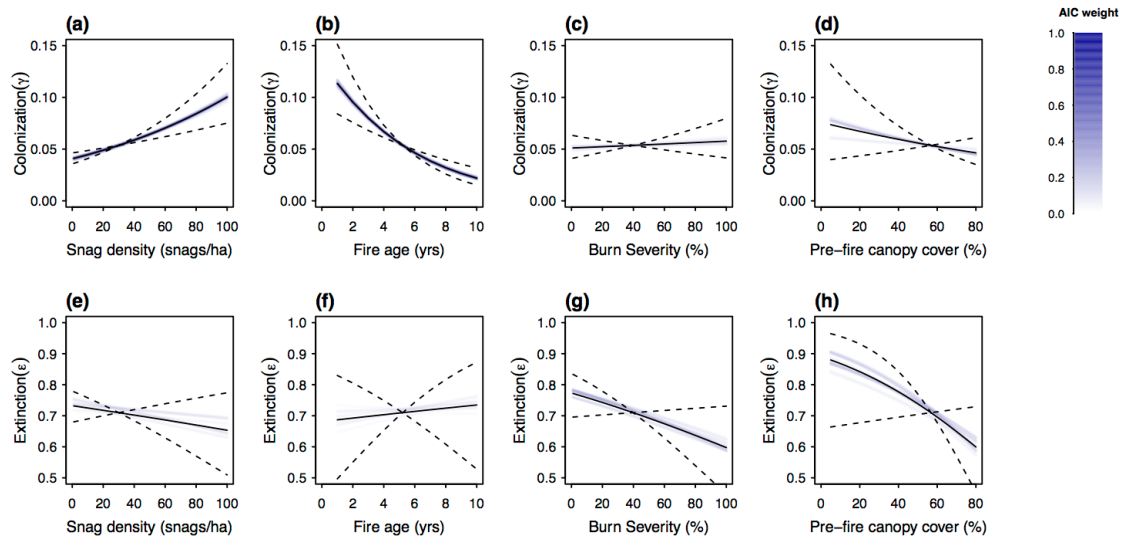 (a) (b) (c) (d) AIC weight
0.15 0.15 0.15 0.15 1.0
0.10 0.10 0.10 0.10 0.8
0.05 0.05 0.05 0.05 0.6
0.00 0.00 0.00 0.00 0.4
0.2
0.0
Colonization(γ) Colonization(γ) Colonization(γ) Colonization(γ)
0 20 40 60 80 100 0 2 4 6 8 10 0 20 40 60 80 100 0 20 40 60 80
Snag density (snags/ha) Fire age (yrs) Burn Severity (%) Pre−fire canopy cover (%)
(e) (f) (g) (h)
1.0 1.0 1.0 1.0
0.9 0.9 0.9 0.9
0.8 0.8 0.8 0.8
0.7 0.7 0.7 0.7
0.6 0.6 0.6 0.6
0.5 0.5 0.5 0.5
Extinction(ε) Extinction(ε) Extinction(ε) Extinction(ε)
0 20 40 60 80 100 0 2 4 6 8 10 0 20 40 60 80 100 0 20 40 60 80
Snag density (snags/ha) Fire age (yrs) Burn Severity (%) Pre−fire canopy cover (%)